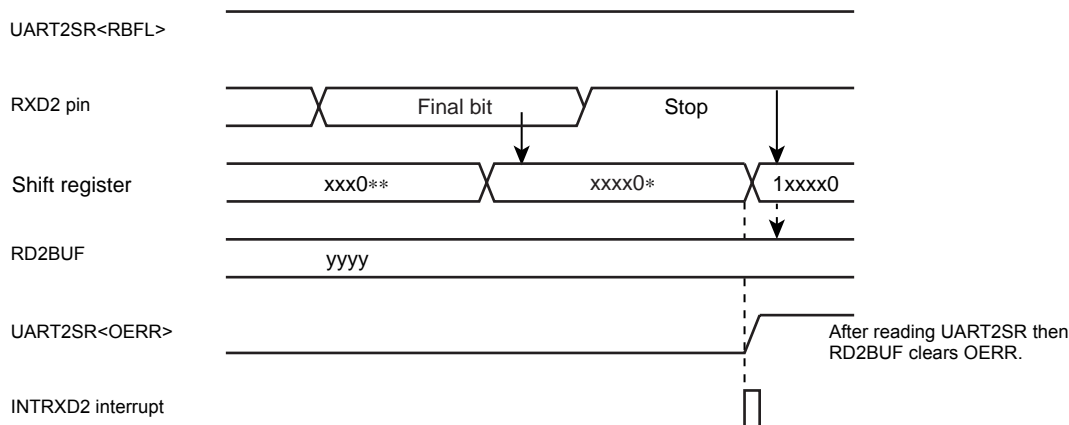 UART2SR<RBFL>
RXD2 pin
Final bit
Stop
Shift register
xxx0**
xxxx0*
1xxxx0
RD2BUF
yyyy
UART2SR<OERR>
After reading UART2SR then
RD2BUF clears OERR.
INTRXD2 interrupt